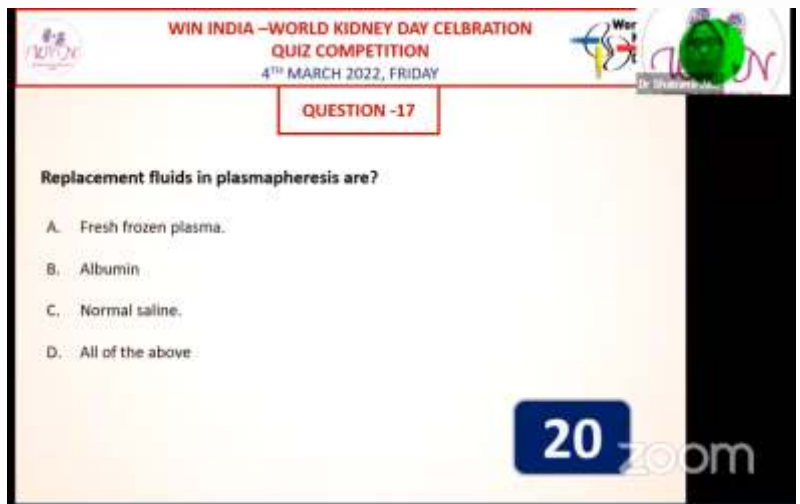 WIN INDIA –WORLD KIDNEY DAY CELBRATION
QUIZ COMPETITION
4TH MARCH 2022, FRIDAY
QUESTION -17
Replacement fluids in plasmapheresis are?
A. Fresh frozen plasma.
B. Albumin
C. Normal saline.
D. All of the above
20
zoom